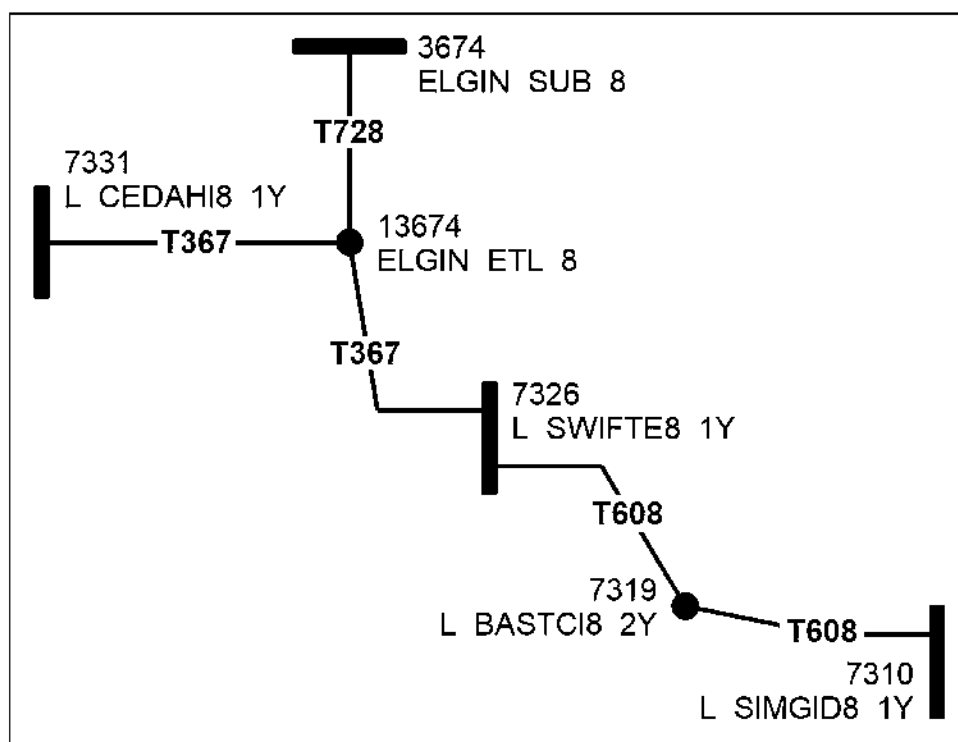 3674
ELGIN SUB 8
T728
7331
L CEDAHI8 1Y
T367
13674
ELGIN ETL 8
T367
7326
L SWIFTE8 1Y
T608
7319
L BASTCI8 2Y
T608
7310
L SIMGID8 1Y